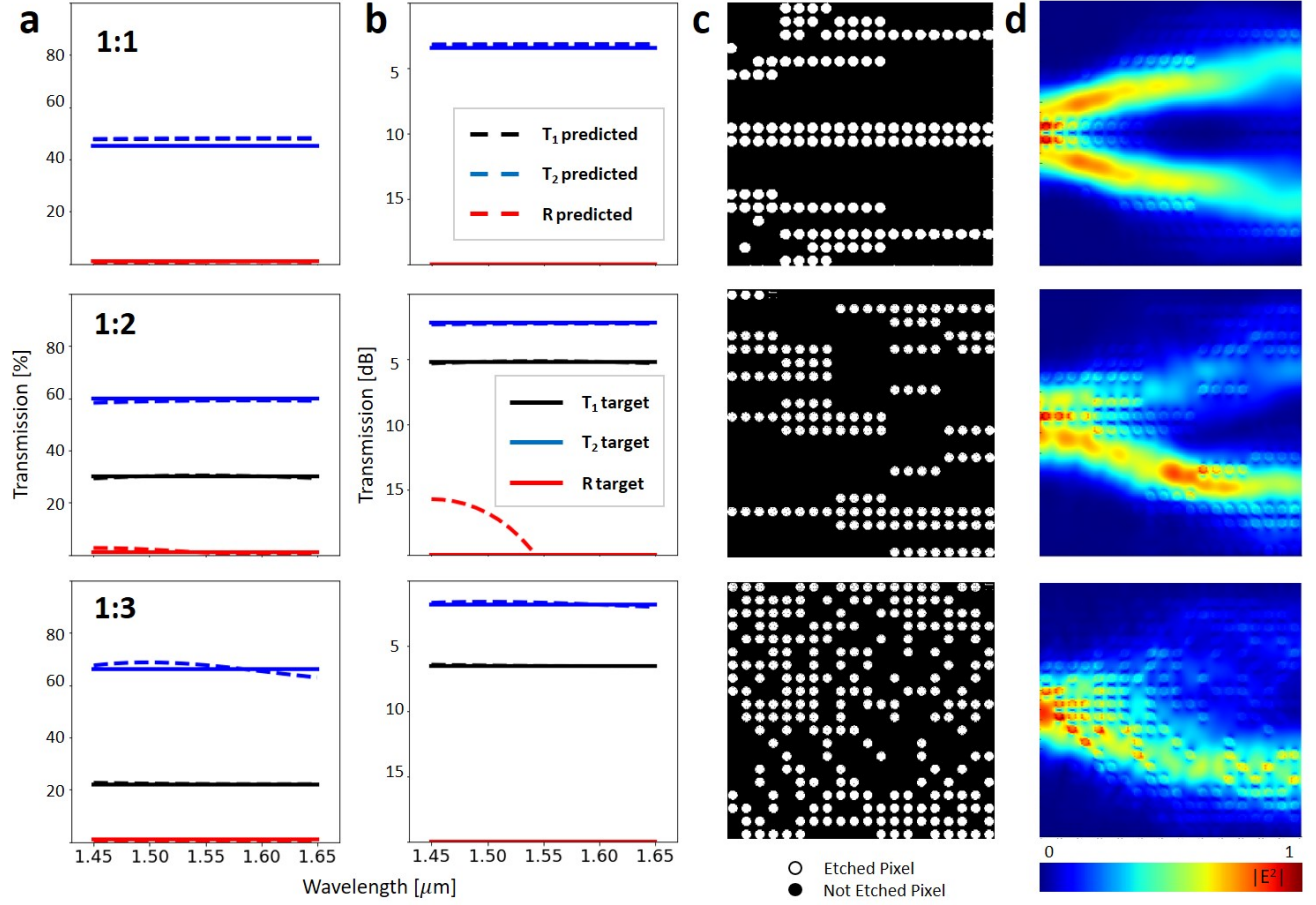 a
b
c
d
1:1
80
60
40
20
5
10
15
T₁ predicted
T₂ predicted
R predicted
1:2
80
60
40
20
Transmission [%]
5
10
15
Transmission [dB]
T₁ target
T₂ target
R target
1:3
80
60
40
20
5
10
15
1.45 1.50 1.55 1.60 1.65
1.45 1.50 1.55 1.60 1.65
Wavelength [μm]
Etched Pixel
Not Etched Pixel
0 1
|E²|